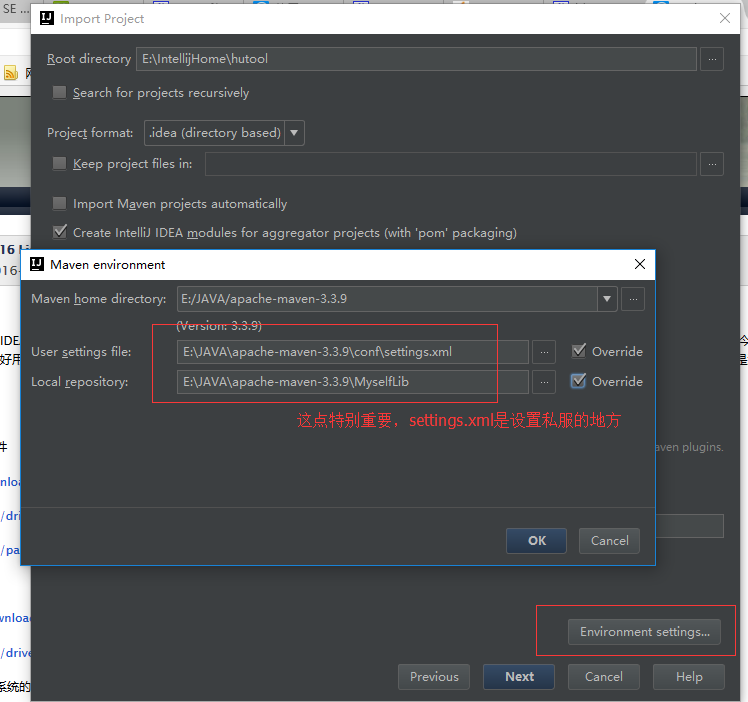 SE ...
Import Project
Root directory E:\IntellijHome\hutool ...
Search for projects recursively
Project format: .idea (directory based)
Keep project files in: ...
Import Maven projects automatically
Create IntelliJ IDEA modules for aggregator projects (with 'pom' packaging)
Maven environment
Maven home directory: E:/JAVA/apache-maven-3.3.9 ...
(Version: 3.3.9)
User settings file: E:\JAVA\apache-maven-3.3.9\conf\settings.xml ... Override
Local repository: E:\JAVA\apache-maven-3.3.9\MyselfLib ... Override
这点特别重要，settings.xml是设置私服的地方
aven plugins.
OK Cancel
Environment settings...
Previous Next Cancel Help